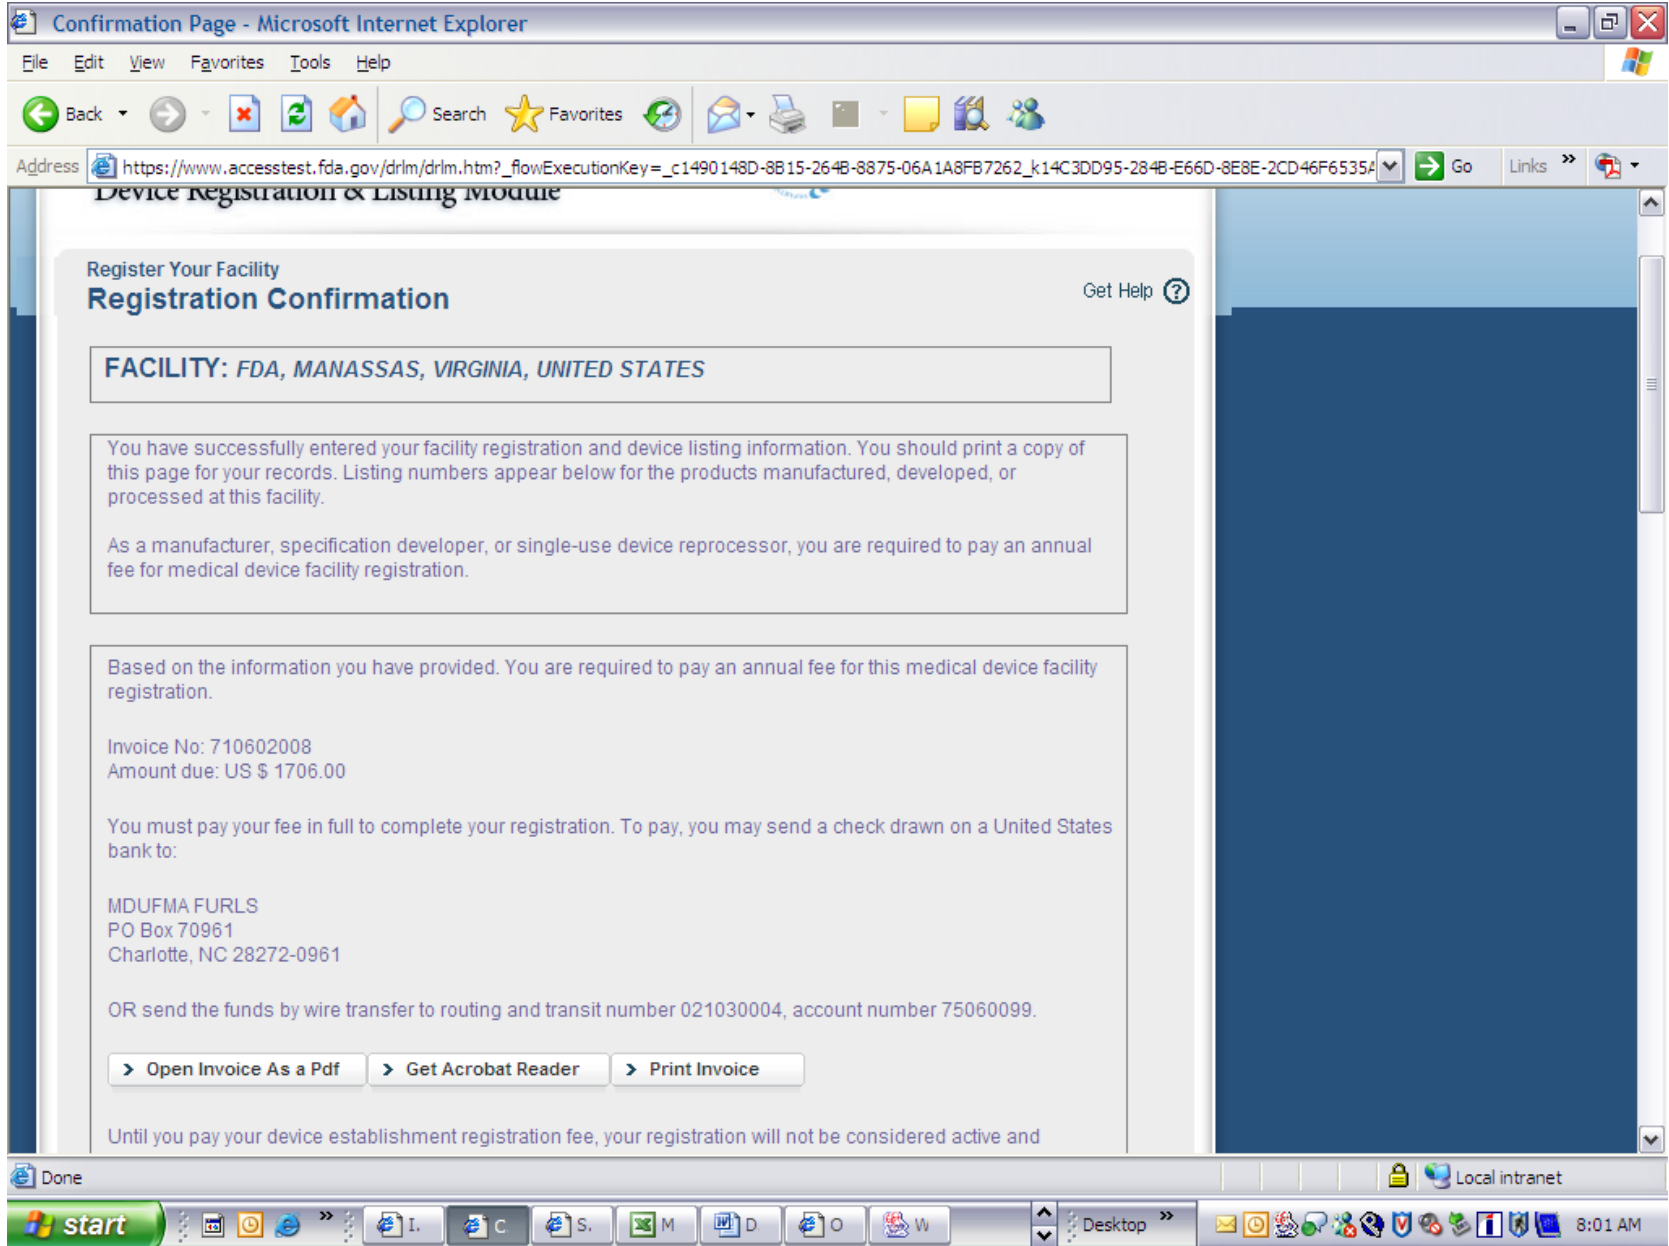 Confirmation Page - Microsoft Internet Explorer
File Edit View Favorites Tools Help
Back Search Favorites
Address https://www.accesstest.fda.gov/drlm/drlm.htm?_flowExecutionKey=_c1490148D-8B15-264B-8875-06A1A8FB7262_k14C3DD95-284B-E66D-8E8E-2CD46F6535A Go Links »
Device Registration & Listing Module
Register Your Facility
Registration Confirmation
Get Help ?
FACILITY: FDA, MANASSAS, VIRGINIA, UNITED STATES
You have successfully entered your facility registration and device listing information. You should print a copy of
this page for your records. Listing numbers appear below for the products manufactured, developed, or
processed at this facility.
As a manufacturer, specification developer, or single-use device reprocessor, you are required to pay an annual
fee for medical device facility registration.
Based on the information you have provided. You are required to pay an annual fee for this medical device facility
registration.
Invoice No: 710602008
Amount due: US $ 1706.00
You must pay your fee in full to complete your registration. To pay, you may send a check drawn on a United States
bank to:
MDUFMA FURLS
PO Box 70961
Charlotte, NC 28272-0961
OR send the funds by wire transfer to routing and transit number 021030004, account number 75060099.
> Open Invoice As a Pdf > Get Acrobat Reader > Print Invoice
Until you pay your device establishment registration fee, your registration will not be considered active and
Done Local intranet
start » I. C S. M D O W Desktop » 8:01 AM